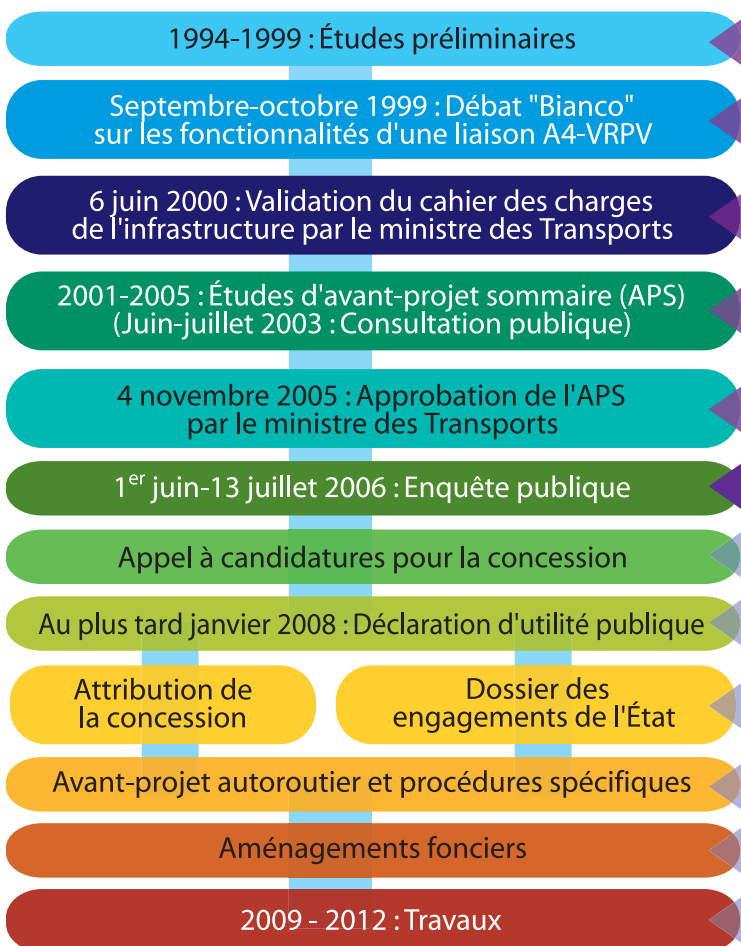 1994-1999 : Études préliminaires
Septembre-octobre 1999 : Débat "Bianco"
sur les fonctionnalités d'une liaison A4-VRPV
6 juin 2000 : Validation du cahier des charges
de l'infrastructure par le ministre des Transports
2001-2005 : Études d'avant-projet sommaire (APS)
(Juin-juillet 2003 : Consultation publique)
4 novembre 2005 : Approbation de l'APS
par le ministre des Transports
1er juin-13 juillet 2006 : Enquête publique
Appel à candidatures pour la concession
Au plus tard janvier 2008 : Déclaration d'utilité publique
Attribution de
la concession
Dossier des
engagements de l'État
Avant-projet autoroutier et procédures spécifiques
Aménagements fonciers
2009 - 2012 : Travaux